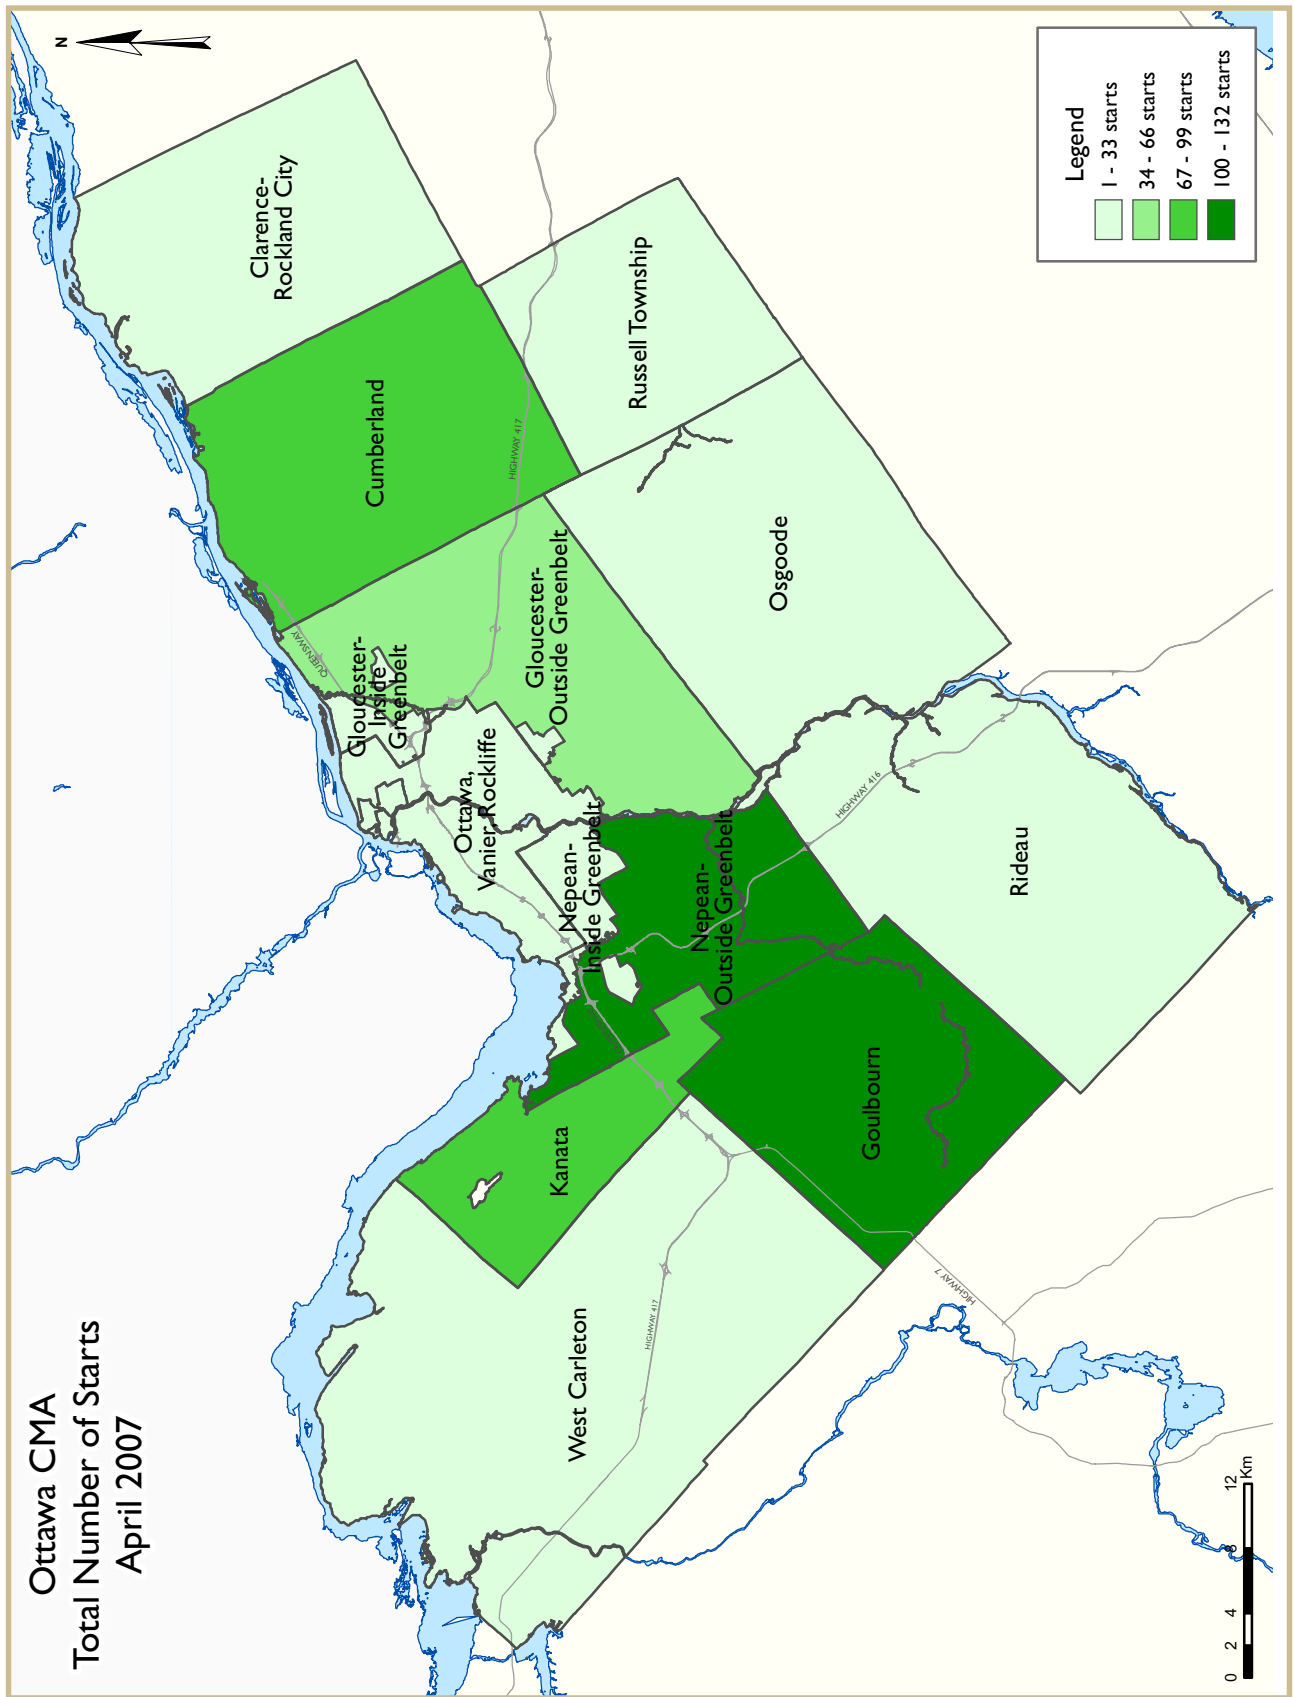 Ottawa CMA
Total Number of Starts
April 2007
N
Clarence-
Rockland City
Cumberland
Russell Township
HIGHWAY 417
Osgoode
QUEENSWAY
Gloucester-
Inside
Greenbelt
Gloucester-
Outside Greenbelt
Ottawa,
Vanier, Rockliffe
Nepean-
Inside Greenbelt
Nepean-
Outside Greenbelt
HIGHWAY 416
Rideau
Kanata
Goulbourn
West Carleton
HIGHWAY 417
HIGHWAY 7
Legend
1 - 33 starts
34 - 66 starts
67 - 99 starts
100 - 132 starts
0 2 4 8 12
Km